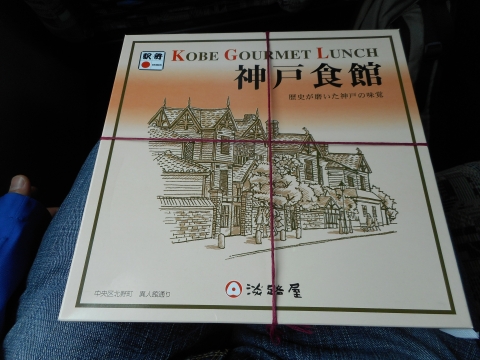 駅弁
KOBE GOURMET LUNCH
神戸食館
歴史が磨いた神戸の味覚
淡路屋
中央区北野町 異人館通り